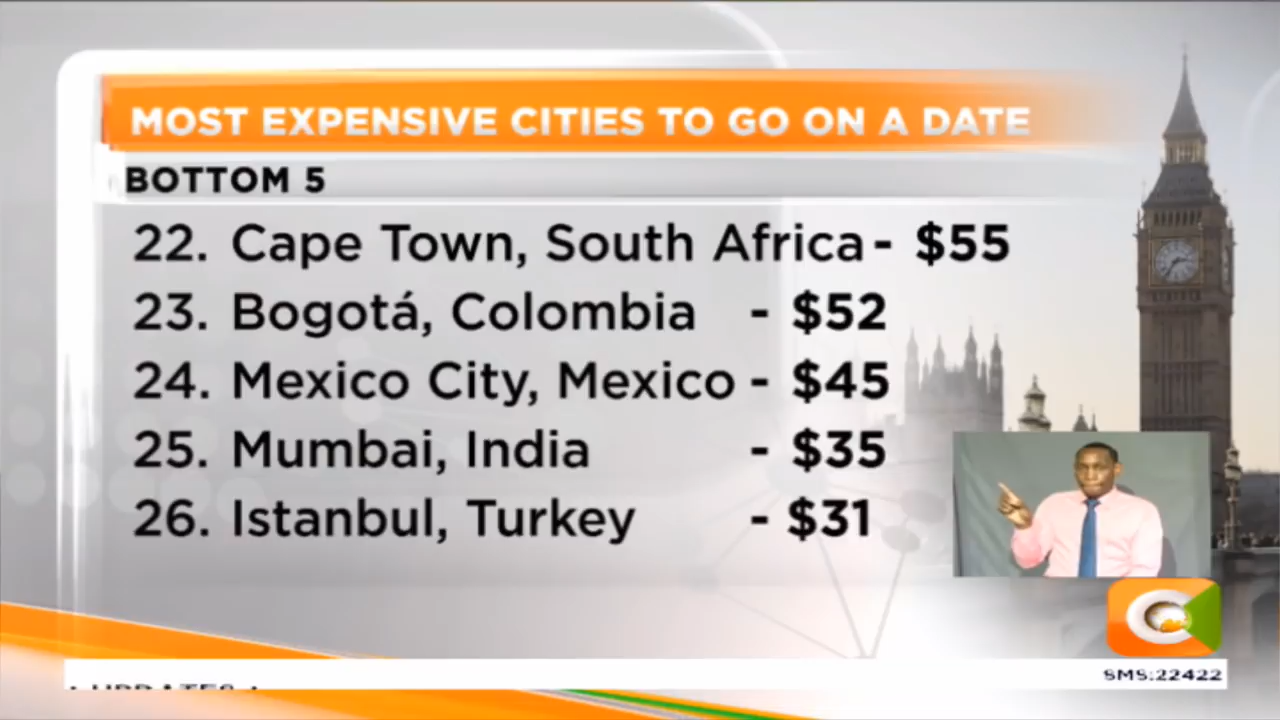 MOST EXPENSIVE CITIES TO GO ON A DATE
BOTTOM 5
22. Cape Town, South Africa - $55
23. Bogotá, Colombia - $52
24. Mexico City, Mexico - $45
25. Mumbai, India - $35
26. Istanbul, Turkey - $31
SMS:22422